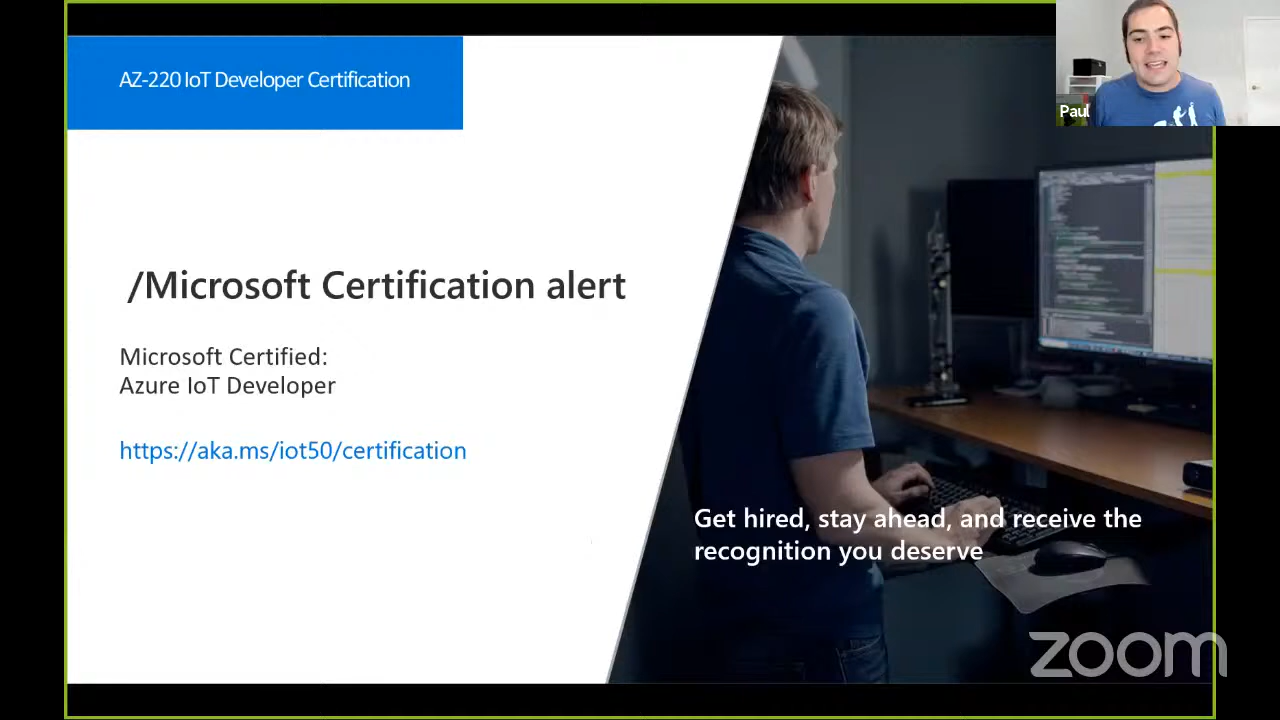 AZ-220 IoT Developer Certification
Paul
/Microsoft Certification alert
Microsoft Certified:
Azure IoT Developer
https://aka.ms/iot50/certification
Get hired, stay ahead, and receive the
recognition you deserve
zoom